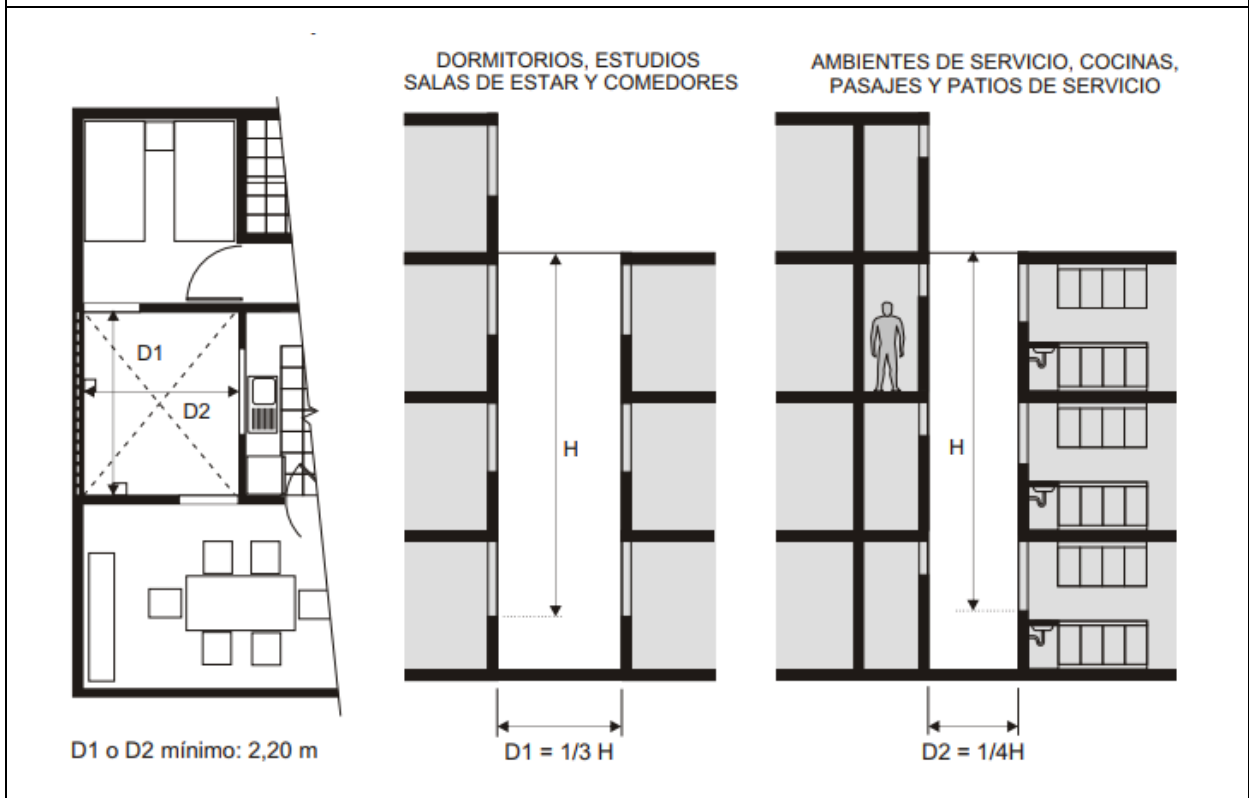 DORMITORIOS, ESTUDIOS
SALAS DE ESTAR Y COMEDORES
AMBIENTES DE SERVICIO, COCINAS,
PASAJES Y PATIOS DE SERVICIO
D1
D2
H
H
D1 o D2 mínimo: 2,20 m
D1 = 1/3 H
D2 = 1/4H